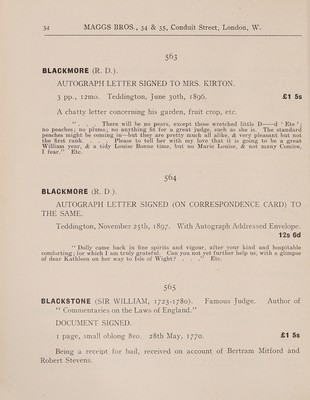 54 MAGGS BROS., 34 & 35, Conduit Street, London, W.
563
BLACKMORE (R. D.).
AUTOGRAPH LETTER SIGNED TO MRS. KIRTON.
3 pp., 12mo. Teddington, June 30th, 1896. £1 5s
A chatty letter concerning his garden, fruit crop, etc.
" . . . There will be no pears, except those wretched little D——d ' Ete ';
no peaches; no plums; no anything fit for a great judge, such as she is. The standard
peaches might be coming in—but they are pretty much all alike, & very pleasant but not
the first rank. . . . Please to tell her with my love that it is going to be a great
William year, & a tidy Louise Bonne time, but no Marie Louise, & not many Comice,
I fear." Etc.
564
BLACKMORE (R. D.).
AUTOGRAPH LETTER SIGNED (ON CORRESPONDENCE CARD) TO
THE SAME.
Teddington, November 25th, 1897. With Autograph Addressed Envelope.
12s 6d
" Dolly came back in fine spirits and vigour, after your kind and hospitable
comforting; for which I am truly grateful. Can you not yet further help us, with a glimpse
of dear Kathleen on her way to Isle of Wight? . . ." Etc.
565
BLACKSTONE (SIR WILLIAM, 1723-1780). Famous Judge. Author of
" Commentaries on the Laws of England."
DOCUMENT SIGNED.
1 page, small oblong 8vo. 28th May, 1770. £1 5s
Being a receipt for bail, received on account of Bertram Mitford and
Robert Stevens.